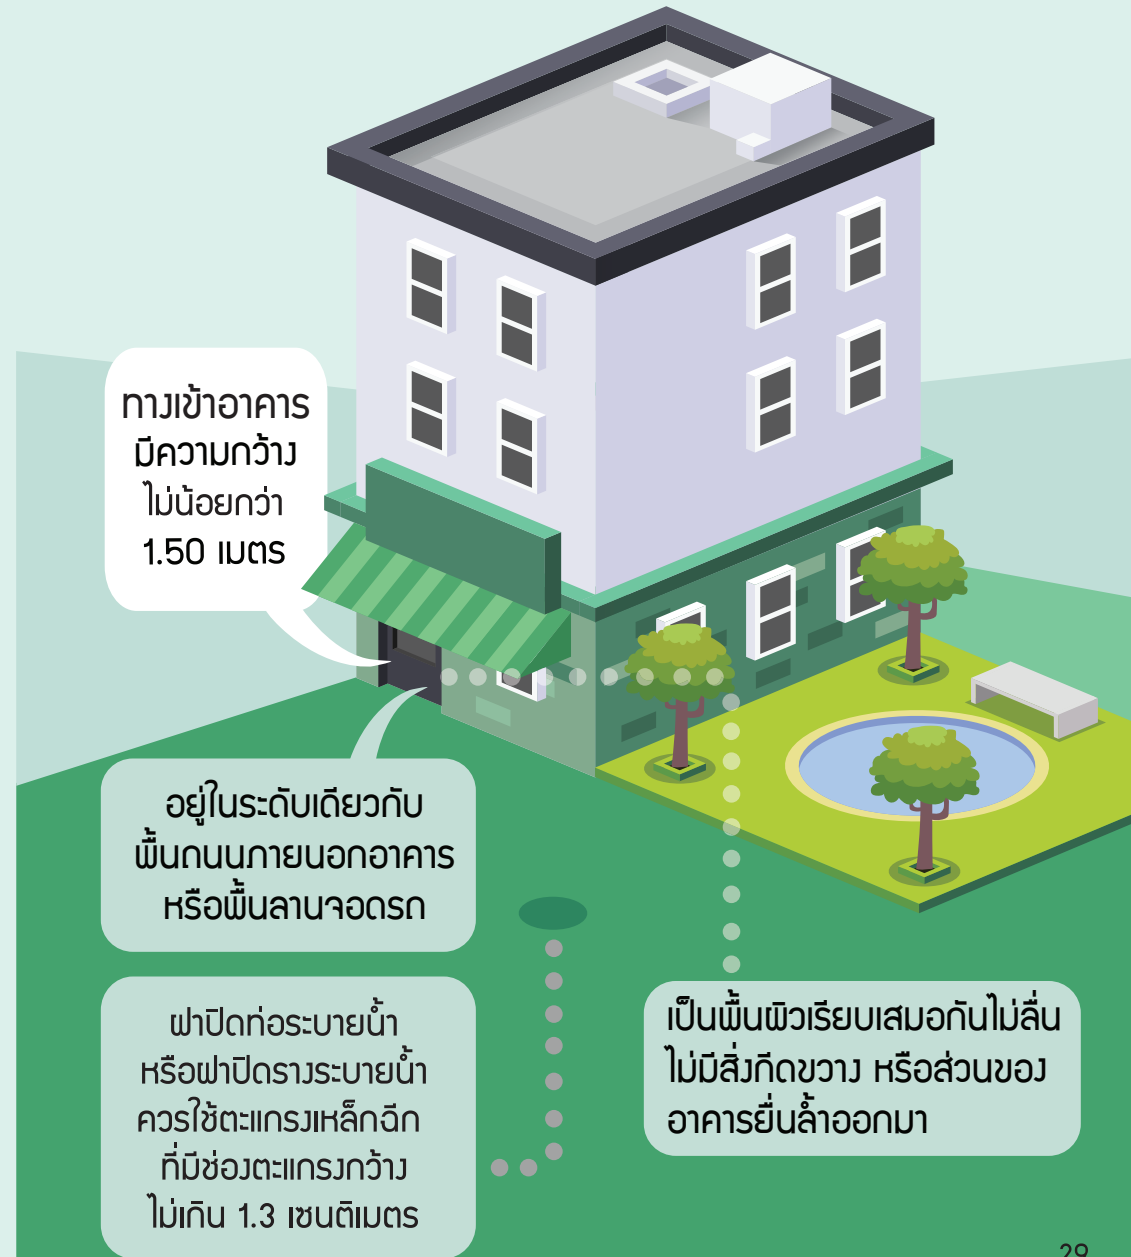 ทางเข้าอาคาร
มีความกว้าง
ไม่น้อยกว่า
1.50 เมตร
อยู่ในระดับเดียวกับ
พื้นถนนภายนอกอาคาร
หรือพื้นลานจอดรถ
ฝาปิดท่อระบายน้ำ
หรือฝาปิดรางระบายน้ำ
ควรใช้ตะแกรงเหล็กฉีก
ที่มีช่องตะแกรงกว้าง
ไม่เกิน 1.3 เซนติเมตร
เป็นพื้นผิวเรียบเสมอกันไม่ลื่น
ไม่มีสิ่งกีดขวาง หรือส่วนของ
อาคารยื่นล้ำออกมา
29